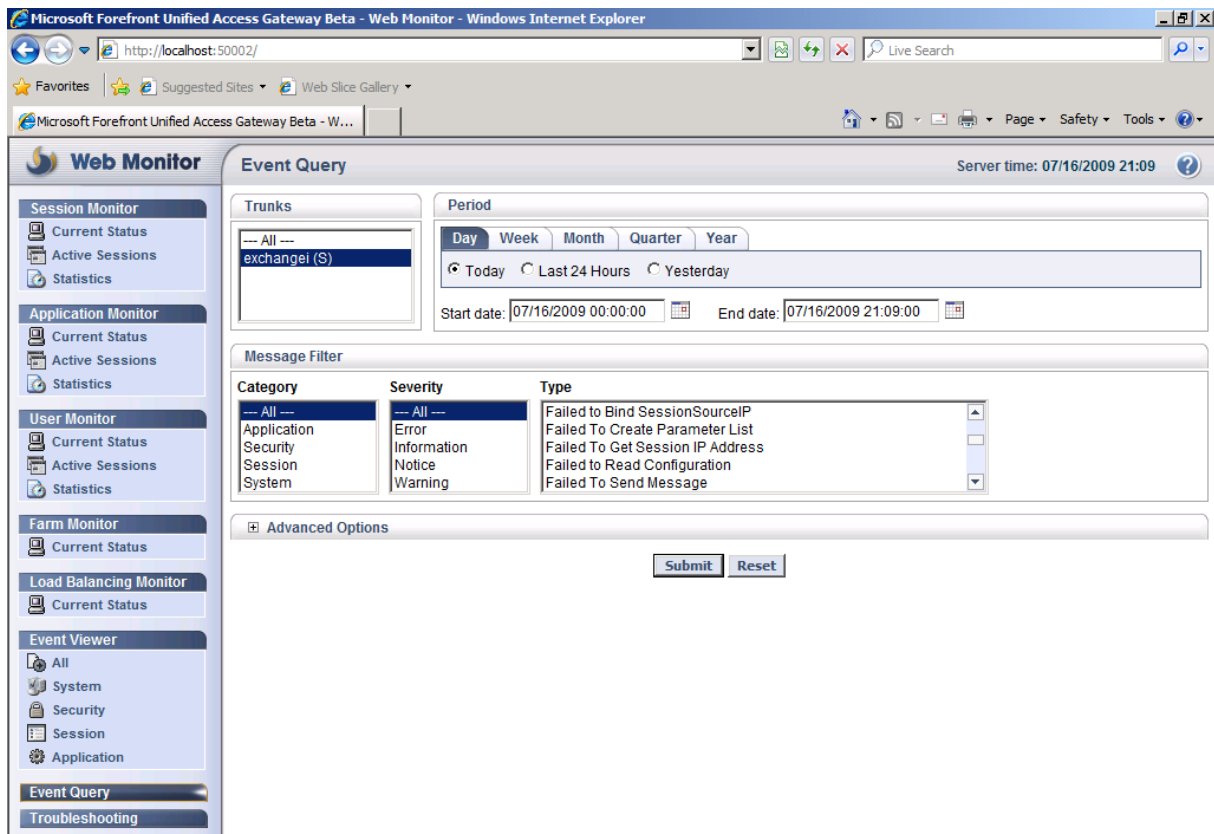 Microsoft Forefront Unified Access Gateway Beta - Web Monitor - Windows Internet Explorer
http://localhost:50002/
Live Search
Favorites
Suggested Sites
Web Slice Gallery
Microsoft Forefront Unified Access Gateway Beta - W...
Page
Safety
Tools
Web Monitor
Event Query
Server time: 07/16/2009 21:09
Session Monitor
Current Status
Active Sessions
Statistics
Application Monitor
Current Status
Active Sessions
Statistics
User Monitor
Current Status
Active Sessions
Statistics
Farm Monitor
Current Status
Load Balancing Monitor
Current Status
Event Viewer
All
System
Security
Session
Application
Event Query
Troubleshooting
Trunks
--- All ---
exchangei (S)
Period
Day Week Month Quarter Year
Today Last 24 Hours Yesterday
Start date: 07/16/2009 00:00:00 End date: 07/16/2009 21:09:00
Message Filter
Category
--- All ---
Application
Security
Session
System
Severity
--- All ---
Error
Information
Notice
Warning
Type
Failed to Bind SessionSourceIP
Failed To Create Parameter List
Failed To Get Session IP Address
Failed to Read Configuration
Failed To Send Message
Advanced Options
Submit Reset